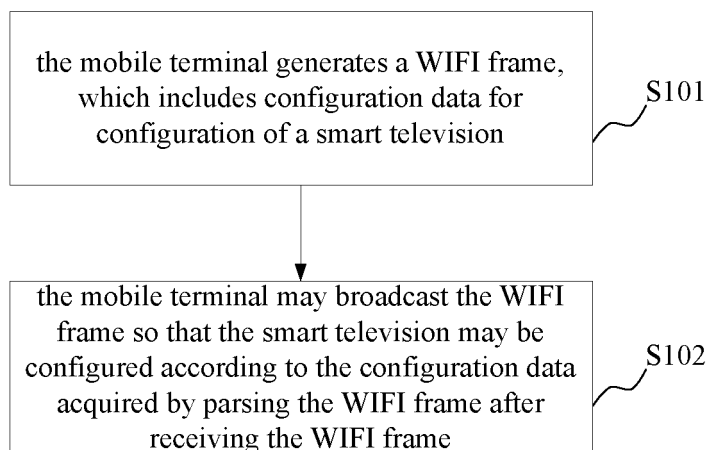 the mobile terminal generates a WIFI frame,
which includes configuration data for
configuration of a smart television
S101
the mobile terminal may broadcast the WIFI
frame so that the smart television may be
configured according to the configuration data
acquired by parsing the WIFI frame after
receiving the WIFI frame
S102